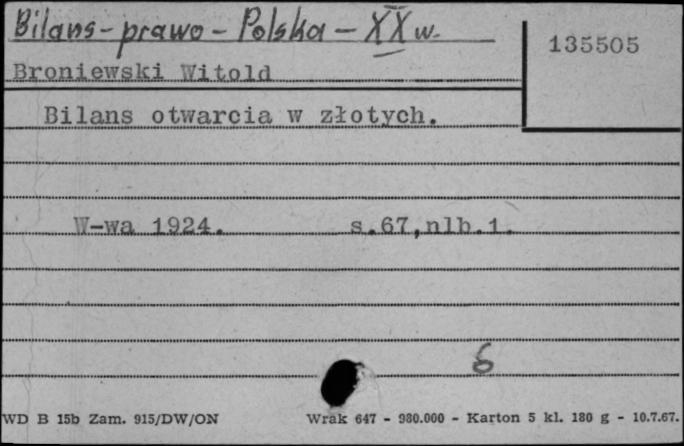 Bilans - prawo - Polska - XX w.
135505
Broniewski Witold
Bilans otwarcia w złotych.
W-wa 1924. s.67,nlb.1.
6
WD B 15b Zam. 915/DW/ON Wrak 647 - 980.000 - Karton 5 kl. 180 g - 10.7.67.